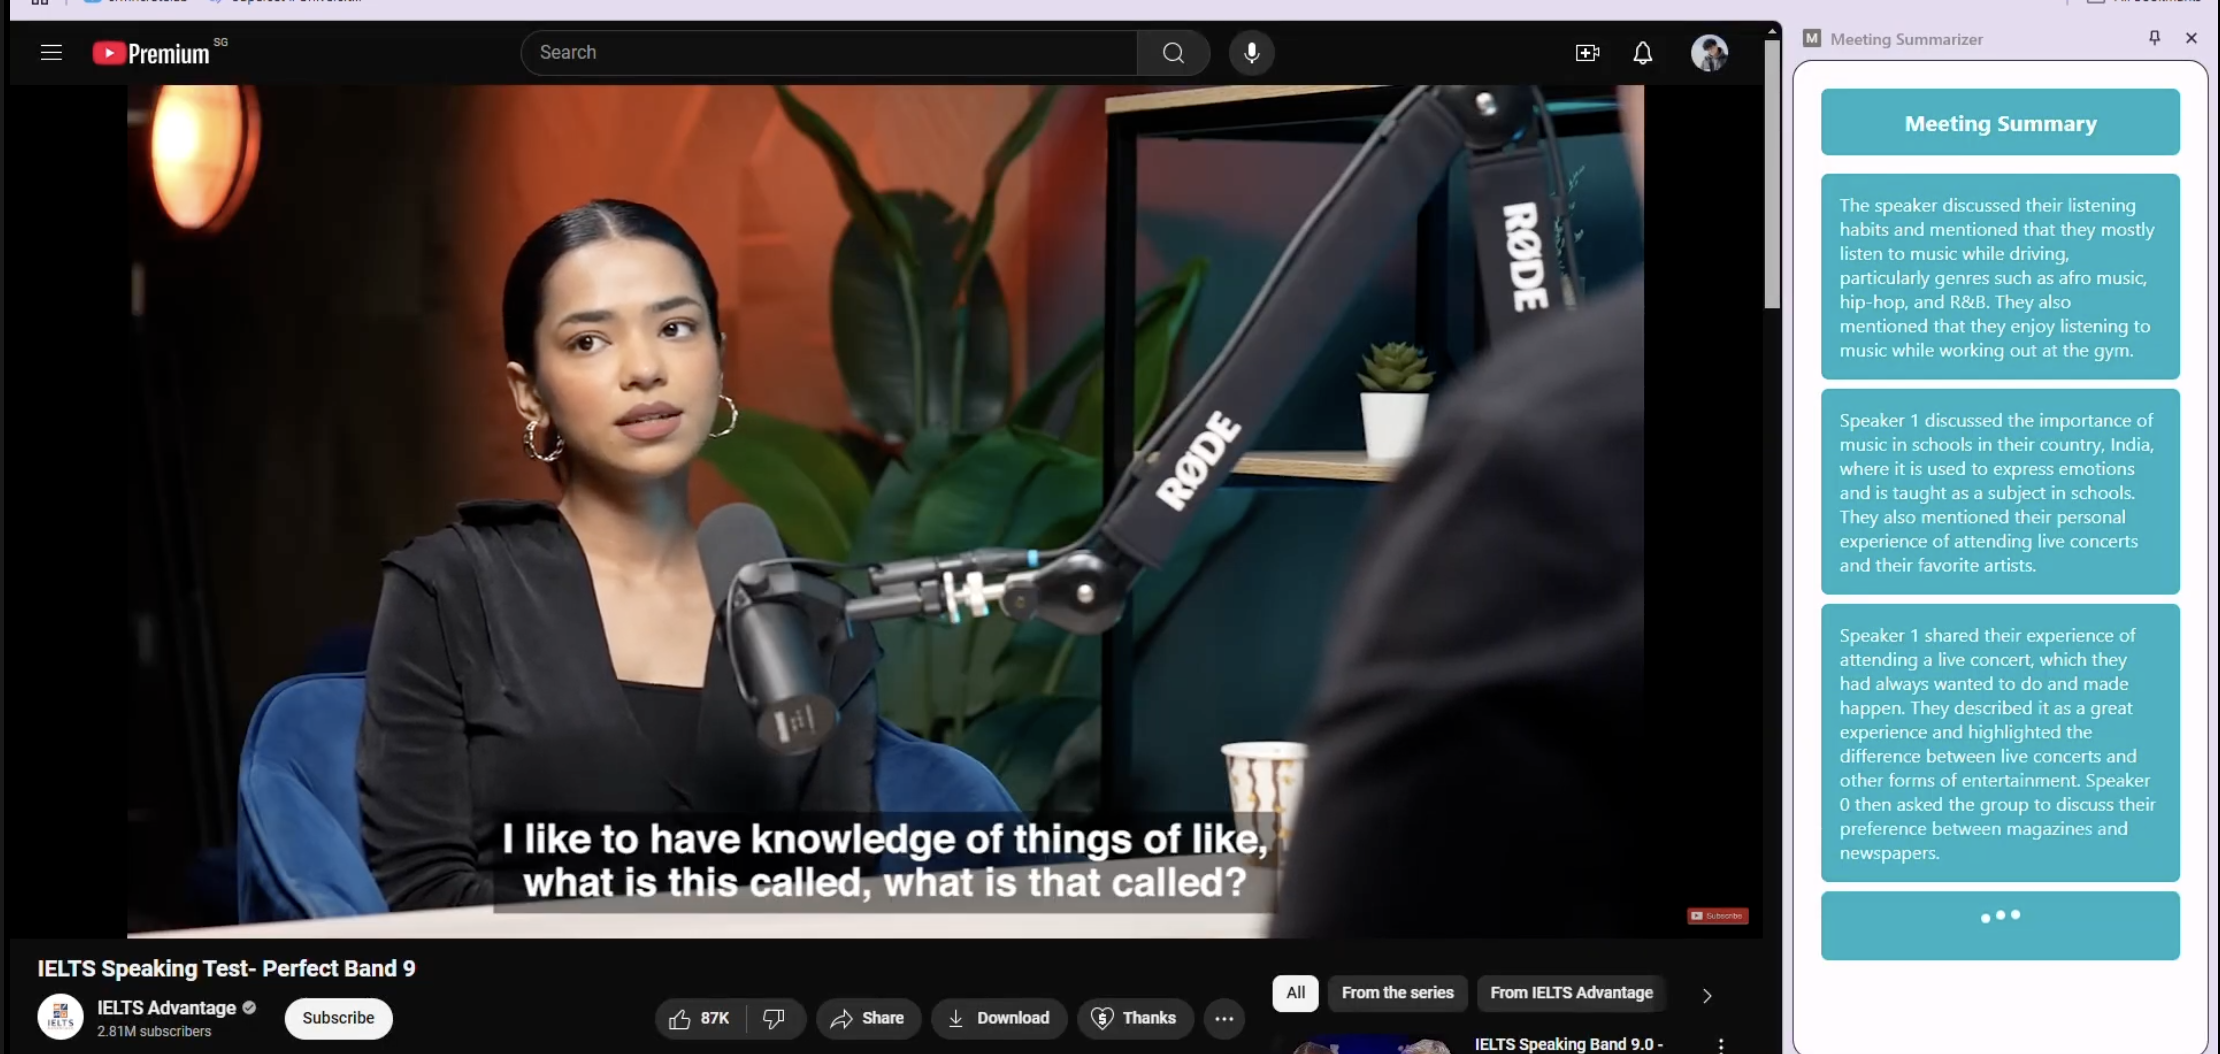 Premium SG
Search
M Meeting Summarizer
Meeting Summary
The speaker discussed their listening
habits and mentioned that they mostly
listen to music while driving,
particularly genres such as afro music,
hip-hop, and R&B. They also
mentioned that they enjoy listening to
music while working out at the gym.
Speaker 1 discussed the importance of
music in schools in their country, India,
where it is used to express emotions
and is taught as a subject in schools.
They also mentioned their personal
experience of attending live concerts
and their favorite artists.
Speaker 1 shared their experience of
attending a live concert, which they
had always wanted to do and made
happen. They described it as a great
experience and highlighted the
difference between live concerts and
other forms of entertainment. Speaker
0 then asked the group to discuss their
preference between magazines and
newspapers.
RØDE
RØDE
I like to have knowledge of things of like,
what is this called, what is that called?
Subscribe
IELTS Speaking Test- Perfect Band 9
IELTS
IELTS Advantage
2.81M subscribers
Subscribe
87K
Share
Download
Thanks
All
From the series
From IELTS Advantage
IELTS Speaking Band 9.0 -